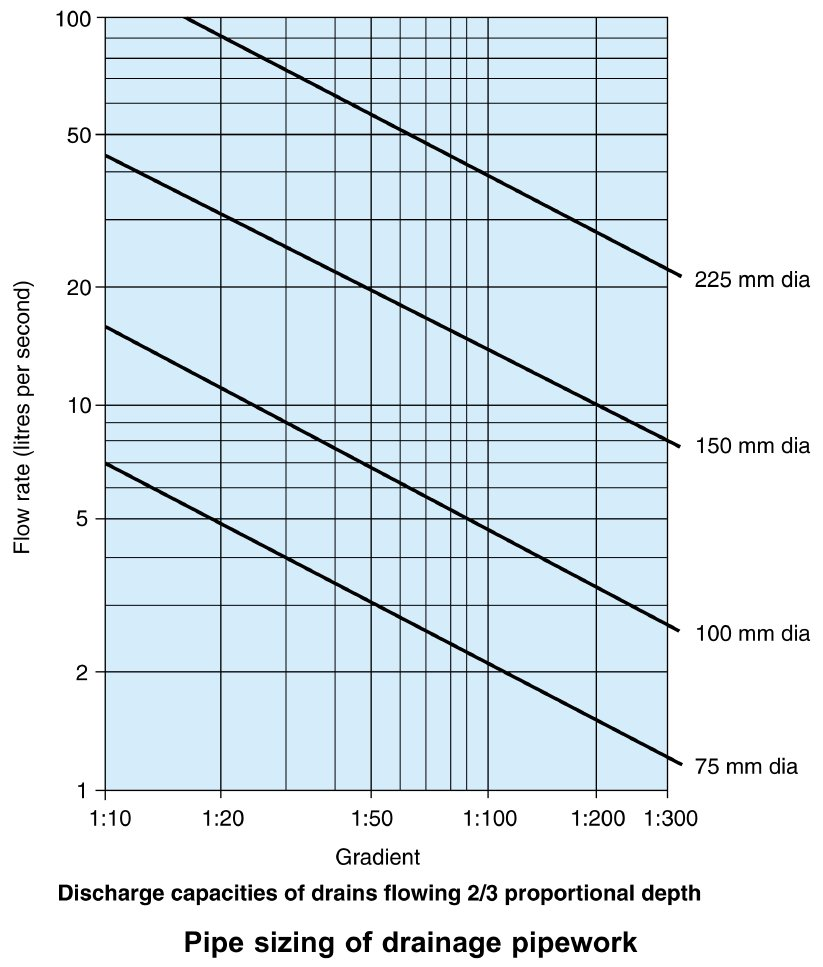 100
50
20
10
5
2
1
Flow rate (litres per second)
225 mm dia
150 mm dia
100 mm dia
75 mm dia
1:10 1:20 1:50 1:100 1:200 1:300
Gradient
Discharge capacities of drains flowing 2/3 proportional depth
Pipe sizing of drainage pipework